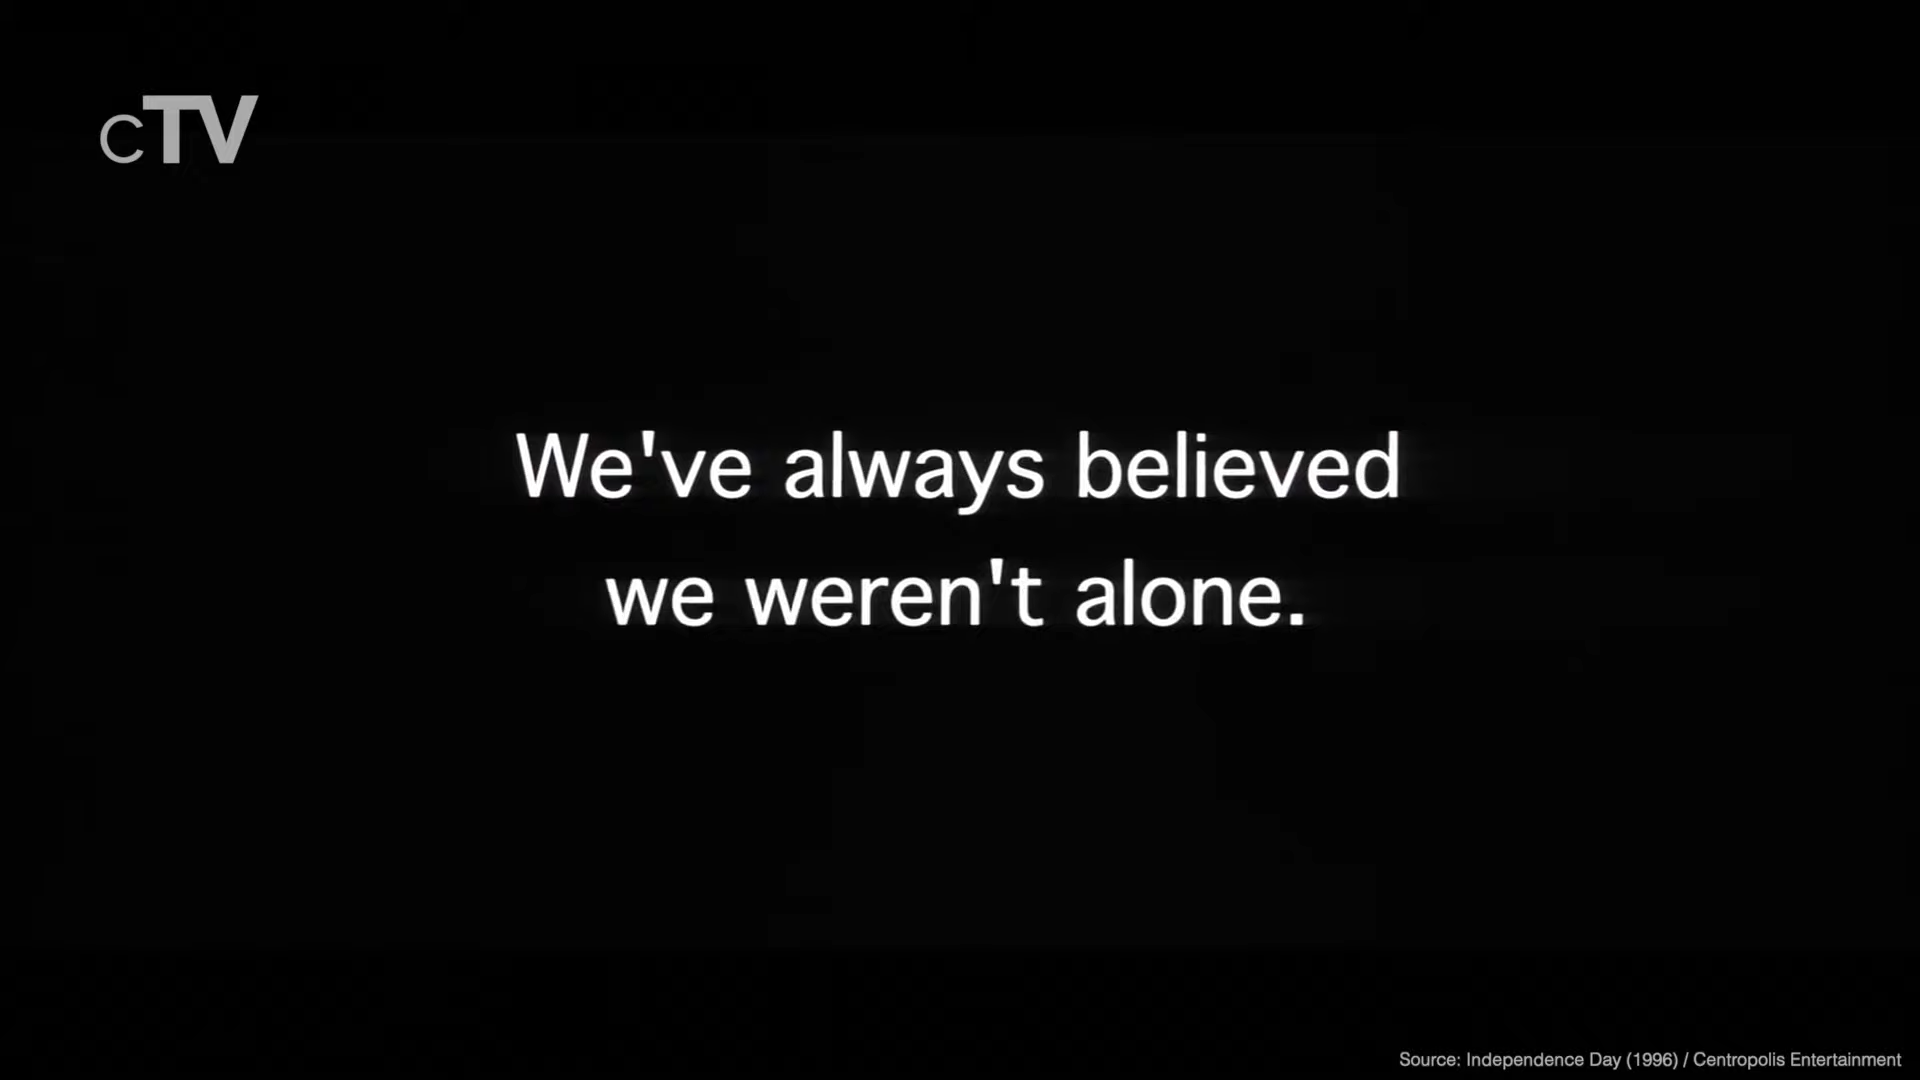 cTV
We've always believed
we weren't alone.
Source: Independence Day (1996) / Centropolis Entertainment